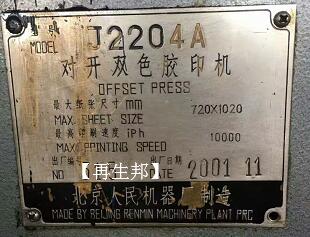 型号
MODEL J2204A
对开双色胶印机
OFFSET PRESS
最大纸张尺寸 mm 720X1020
MAX. SHEET SIZE
最高印刷速度 iPh 10000
MAX. PRINTING SPEED
出厂编号 日期 2001 11
NO
【再生邦】
北京人民机器厂制造
MADE BY BEIJING RENMIN MACHINERY PLANT PRC